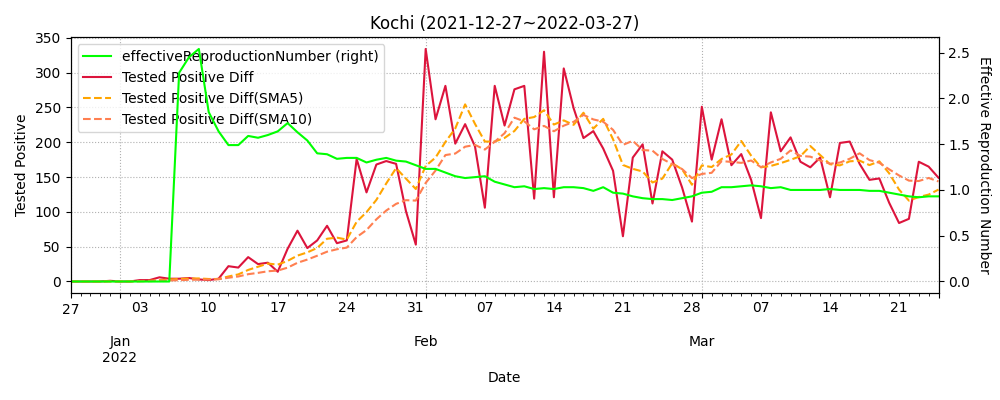 Kochi (2021-12-27~2022-03-27)
effectiveReproductionNumber (right)
Tested Positive Diff
Tested Positive Diff(SMA5)
Tested Positive Diff(SMA10)
Tested Positive
350
300
250
200
150
100
50
0
2.5
2.0
1.5
1.0
0.5
0.0
Effective Reproduction Number
27 03 10 17 24 07 14 21 28 07 14 21
Jan Feb Mar
2022
Date